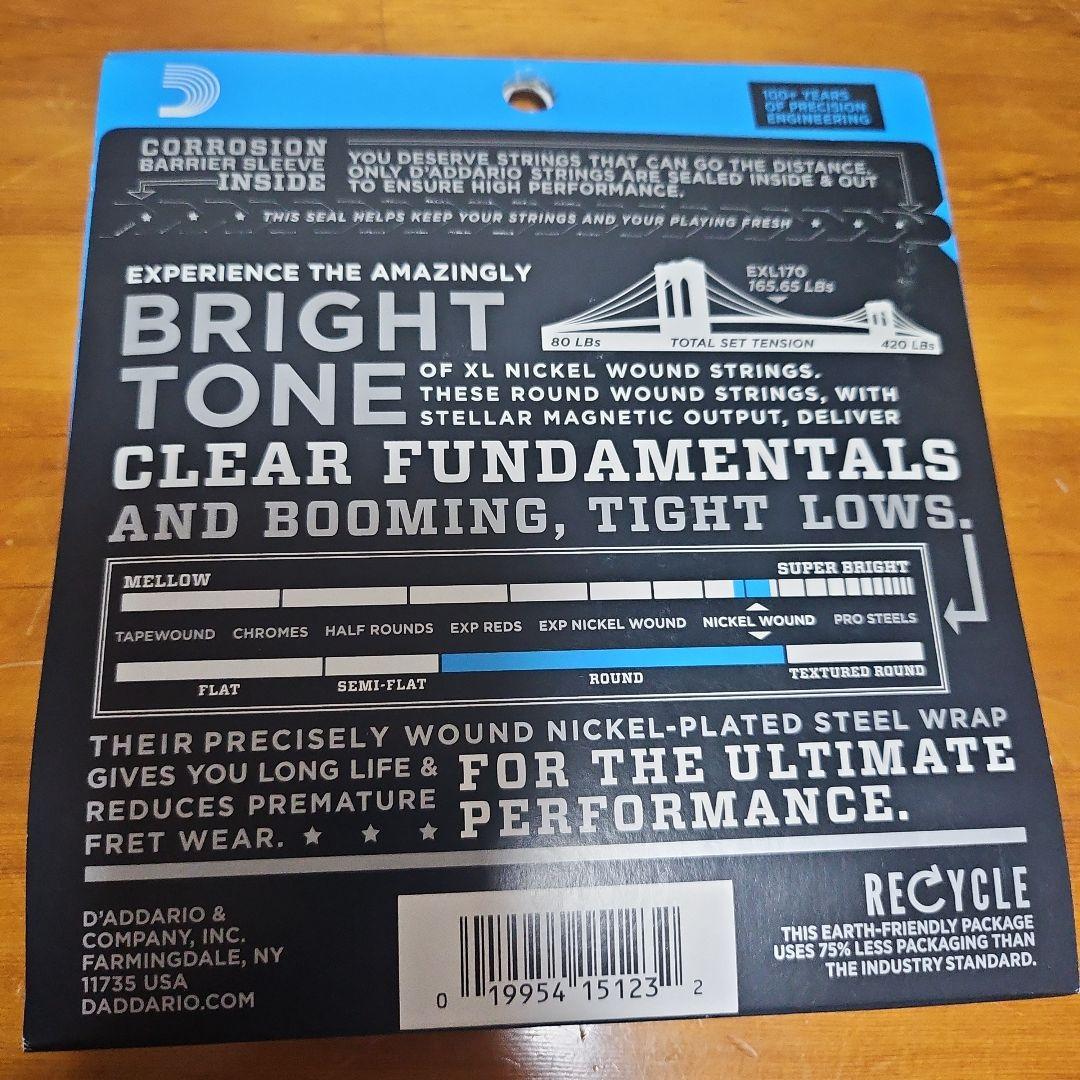 100+ YEARS
OF PRECISION
ENGINEERING
CORROSION
BARRIER SLEEVE
INSIDE
YOU DESERVE STRINGS THAT CAN GO THE DISTANCE.
ONLY D'ADDARIO STRINGS ARE SEALED INSIDE & OUT
TO ENSURE HIGH PERFORMANCE.
THIS SEAL HELPS KEEP YOUR STRINGS AND YOUR PLAYING FRESH
EXPERIENCE THE AMAZINGLY
BRIGHT
TONE
EXL170
165.65 LBs
80 LBs TOTAL SET TENSION 420 LBs
OF XL NICKEL WOUND STRINGS.
THESE ROUND WOUND STRINGS, WITH
STELLAR MAGNETIC OUTPUT, DELIVER
CLEAR FUNDAMENTALS
AND BOOMING, TIGHT LOWS.
MELLOW SUPER BRIGHT
TAPEWOUND CHROMES HALF ROUNDS EXP REDS EXP NICKEL WOUND NICKEL WOUND PRO STEELS
FLAT SEMI-FLAT ROUND TEXTURED ROUND
THEIR PRECISELY WOUND NICKEL-PLATED STEEL WRAP
GIVES YOU LONG LIFE &
REDUCES PREMATURE
FRET WEAR.
FOR THE ULTIMATE
PERFORMANCE.
D'ADDARIO &
COMPANY, INC.
FARMINGDALE, NY
11735 USA
DADDARIO.COM
0 19954 15123 2
RECYCLE
THIS EARTH-FRIENDLY PACKAGE
USES 75% LESS PACKAGING THAN
THE INDUSTRY STANDARD.